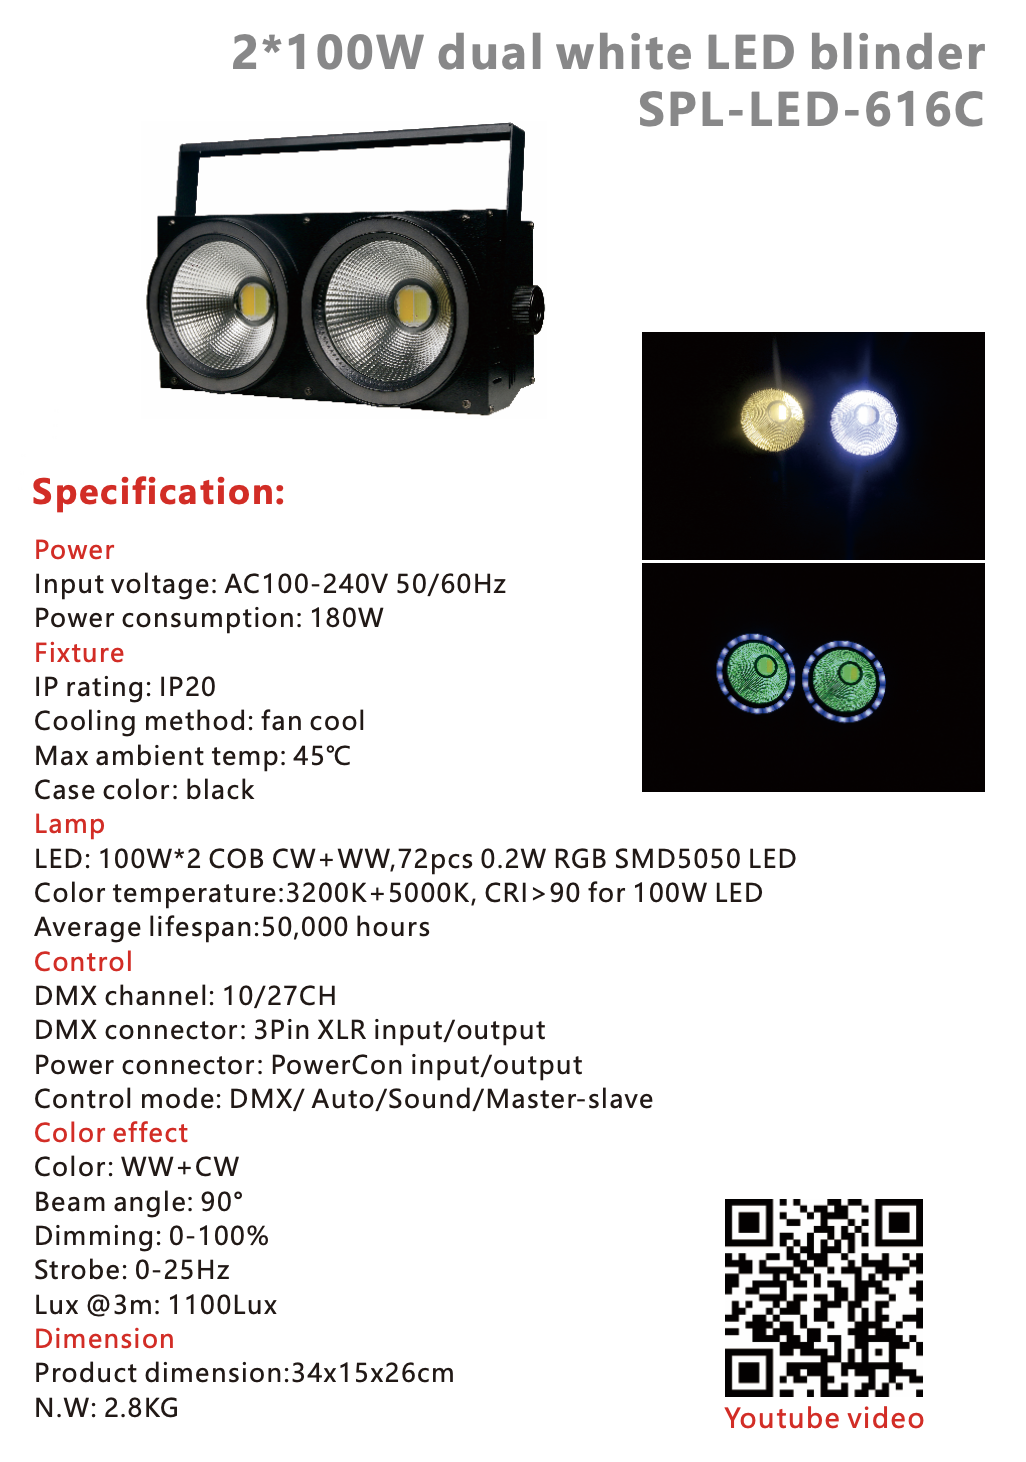 2*100W dual white LED blinder
SPL-LED-616C
Specification:
Power
Input voltage: AC100-240V 50/60Hz
Power consumption: 180W
Fixture
IP rating: IP20
Cooling method: fan cool
Max ambient temp: 45℃
Case color: black
Lamp
LED: 100W*2 COB CW+WW,72pcs 0.2W RGB SMD5050 LED
Color temperature:3200K+5000K, CRI>90 for 100W LED
Average lifespan:50,000 hours
Control
DMX channel: 10/27CH
DMX connector: 3Pin XLR input/output
Power connector: PowerCon input/output
Control mode: DMX/ Auto/Sound/Master-slave
Color effect
Color: WW+CW
Beam angle: 90°
Dimming: 0-100%
Strobe: 0-25Hz
Lux @3m: 1100Lux
Dimension
Product dimension:34x15x26cm
N.W: 2.8KG
Youtube video